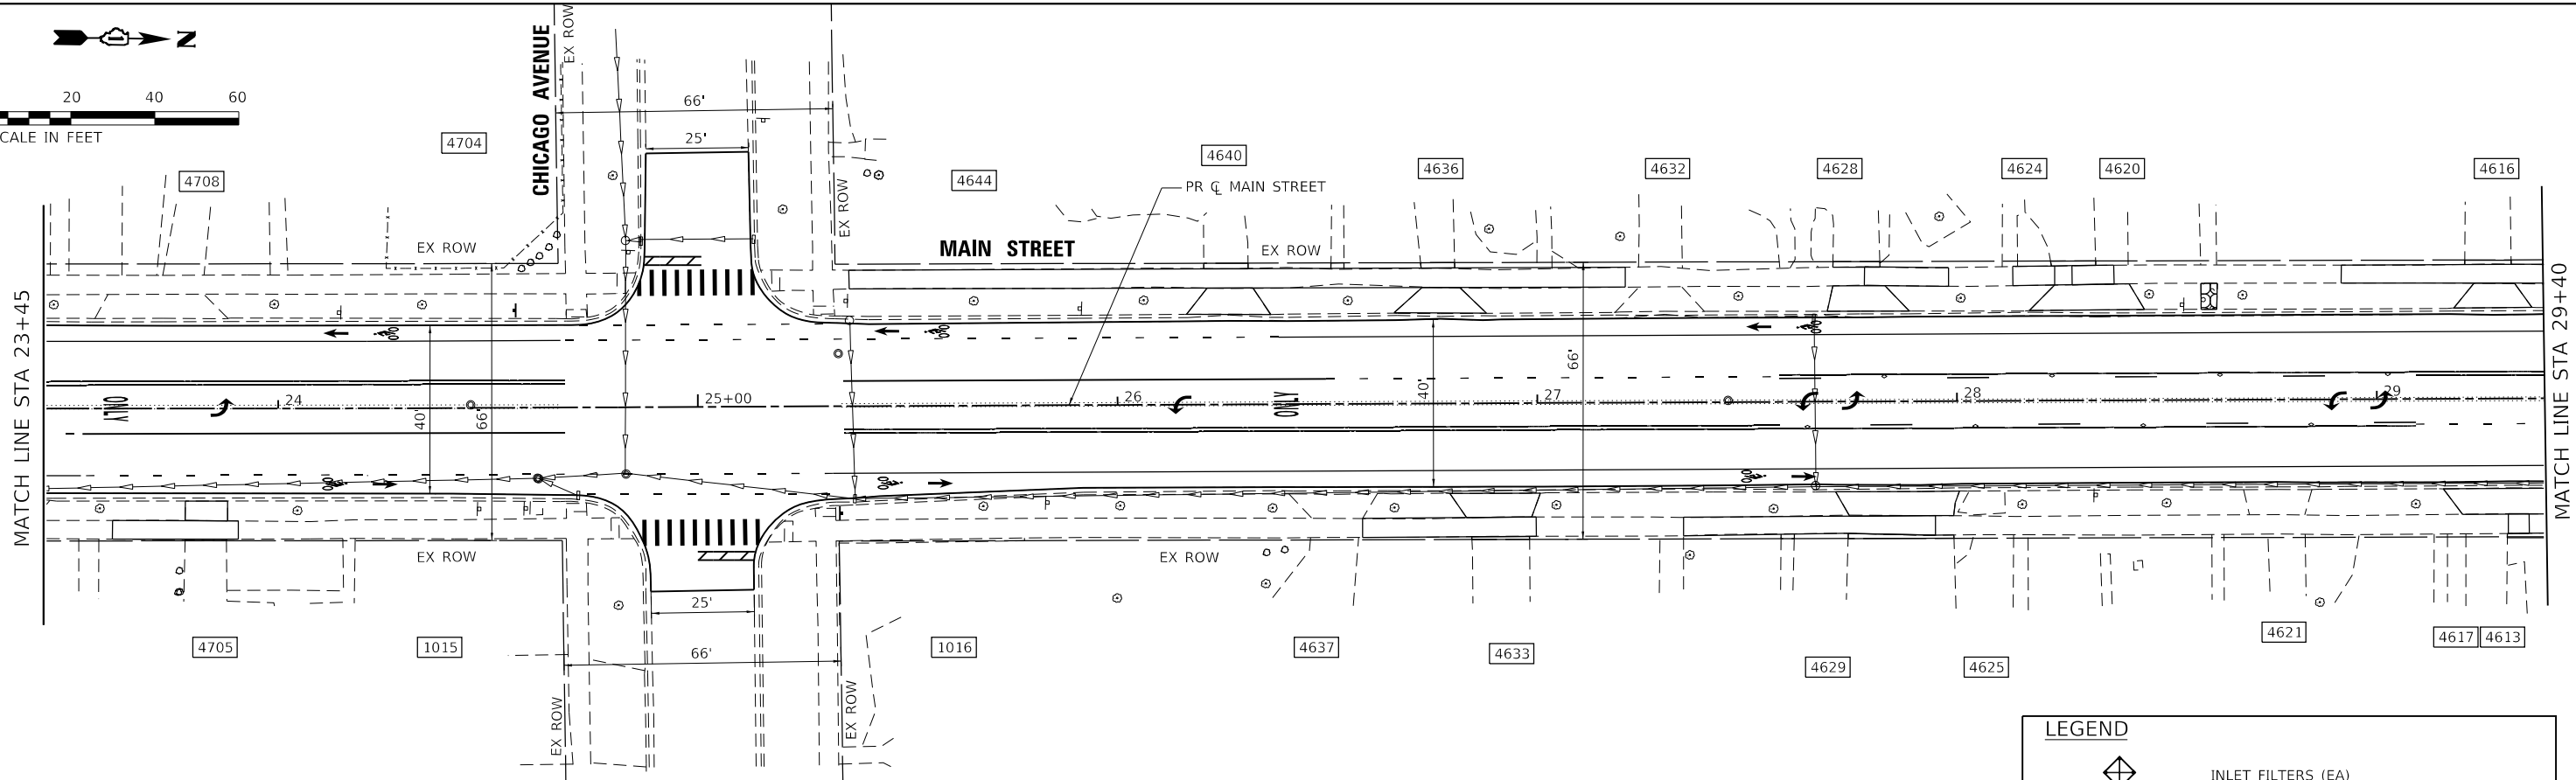 N
20 40 60
CALE IN FEET
CHICAGO AVENUE
EX ROW
66'
25'
4704
4708
4644
4640
4636
4632
4628
4624
4620
4616
PR ℄ MAIN STREET
EX ROW
EX ROW
MAIN STREET
EX ROW
MATCH LINE STA 23+45
MATCH LINE STA 29+40
ONLY
24
40'
66'
25+00
26
ONLY
40'
27
66'
28
29
EX ROW
EX ROW
25'
66'
4705
1015
1016
4637
4633
4629
4625
4621
4617
4613
EX ROW
EX ROW
LEGEND
INLET FILTERS (EA)